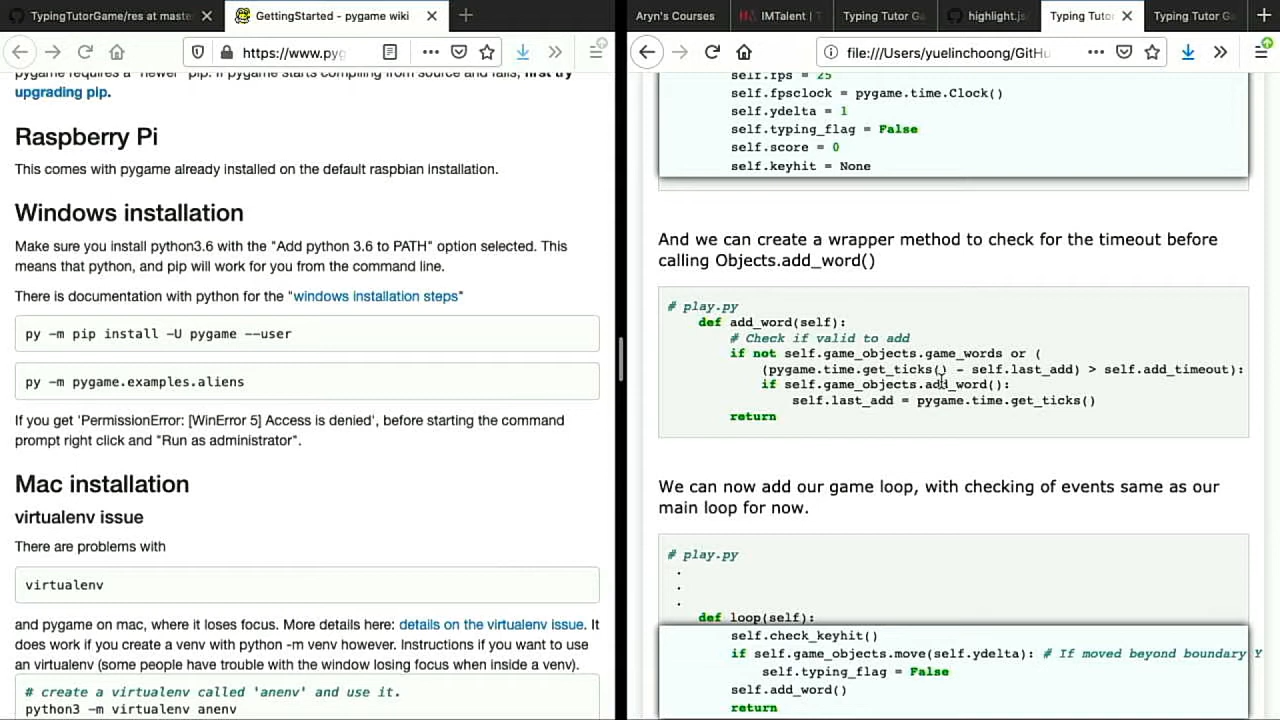 TypingTutorGame/res at master
GettingStarted - pygame wiki
https://www.pyg
pygame requires a 'newer' pip. If pygame starts compiling from source and fails, first try
upgrading pip.
Raspberry Pi
This comes with pygame already installed on the default raspbian installation.
Windows installation
Make sure you install python3.6 with the "Add python 3.6 to PATH" option selected. This
means that python, and pip will work for you from the command line.
There is documentation with python for the "windows installation steps"
py -m pip install -U pygame --user
py -m pygame.examples.aliens
If you get 'PermissionError: [WinError 5] Access is denied', before starting the command
prompt right click and "Run as administrator".
Mac installation
virtualenv issue
There are problems with
virtualenv
and pygame on mac, where it loses focus. More details here: details on the virtualenv issue. It
does work if you create a venv with python -m venv however. Instructions if you want to use
an virtualenv (some people have trouble with the window losing focus when inside a venv).
# create a virtualenv called 'anenv' and use it.
python3 -m virtualenv anenv
Aryn's Courses
IMTalent | T
Typing Tutor Ga
highlight.js
Typing Tutor
Typing Tutor Ga
file:///Users/yuelinchoong/GitHu
self.fps = 25
self.fpsclock = pygame.time.Clock()
self.ydelta = 1
self.typing_flag = False
self.score = 0
self.keyhit = None
And we can create a wrapper method to check for the timeout before
calling Objects.add_word()
# play.py
def add_word(self):
# Check if valid to add
if not self.game_objects.game_words or (
(pygame.time.get_ticks() - self.last_add) > self.add_timeout):
if self.game_objects.add_word():
self.last_add = pygame.time.get_ticks()
return
We can now add our game loop, with checking of events same as our
main loop for now.
# play.py
.
.
.
def loop(self):
self.check_keyhit()
if self.game_objects.move(self.ydelta): # If moved beyond boundary Y
self.typing_flag = False
self.add_word()
return